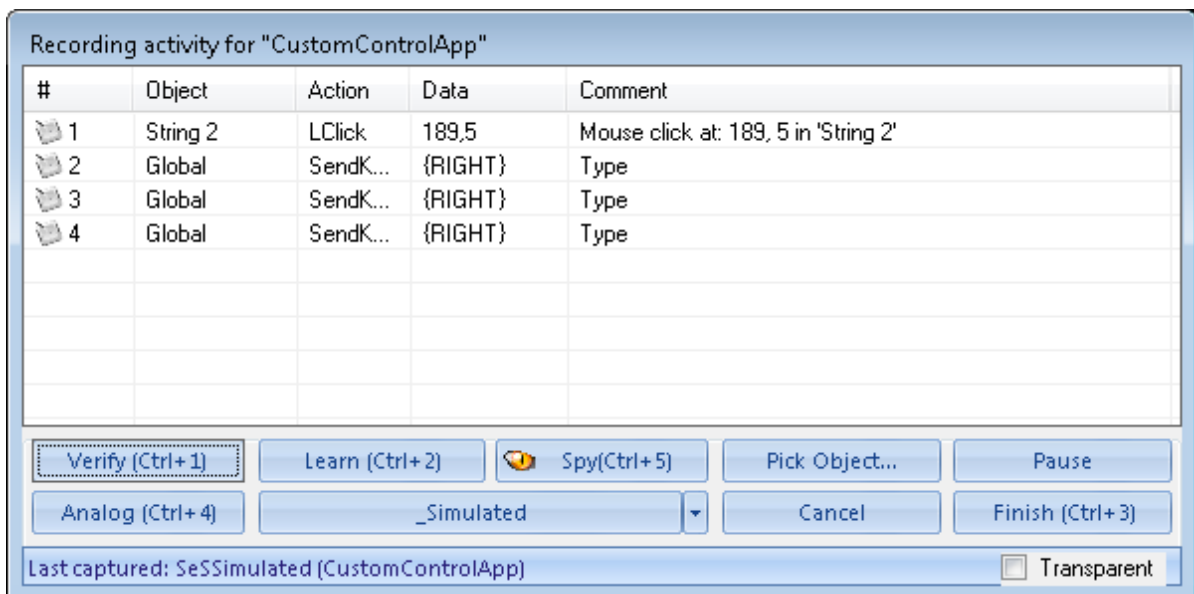 Recording activity for "CustomControlApp"
# Object Action Data Comment
1 String 2 LClick 189,5 Mouse click at: 189, 5 in 'String 2'
2 Global SendK... {RIGHT} Type
3 Global SendK... {RIGHT} Type
4 Global SendK... {RIGHT} Type
Verify (Ctrl+1) Learn (Ctrl+2) Spy(Ctrl+5) Pick Object... Pause
Analog (Ctrl+4) _Simulated Cancel Finish (Ctrl+3)
Last captured: SeSSimulated (CustomControlApp) Transparent